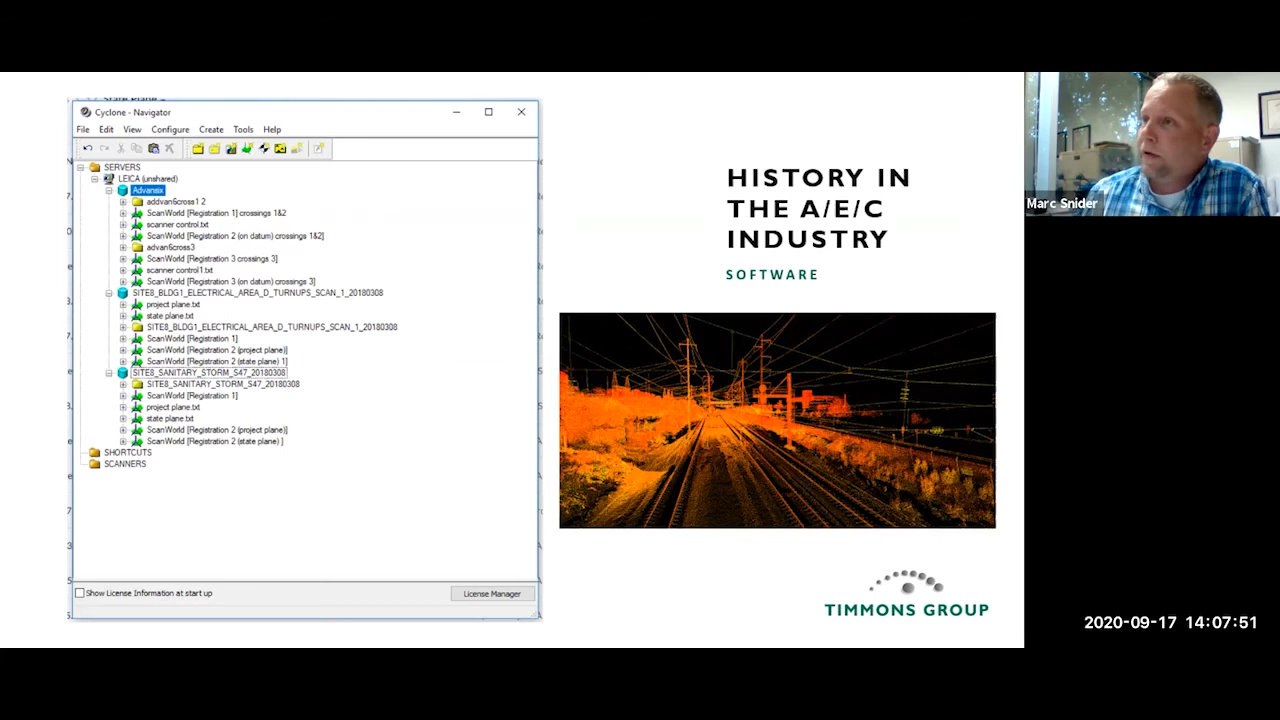 Cyclone - Navigator
File Edit View Configure Create Tools Help
SERVERS
LEICA (unshared)
Advansix
addvan6cross1 2
ScanWorld [Registration 1] crossings 1&2
scanner control.txt
ScanWorld [Registration 2 (on datum) crossings 1&2]
advan6cross3
ScanWorld [Registration 3 crossings 3]
scanner control1.txt
ScanWorld [Registration 3 (on datum) crossings 3]
SITE8_BLDG1_ELECTRICAL_AREA_D_TURNUPS_SCAN_1_20180308
project plane.txt
state plane.txt
SITE8_BLDG1_ELECTRICAL_AREA_D_TURNUPS_SCAN_1_20180308
ScanWorld [Registration 1]
ScanWorld [Registration 2 (project plane)]
ScanWorld [Registration 2 (state plane) 1]
SITE8_SANITARY_STORM_S47_20180308
SITE8_SANITARY_STORM_S47_20180308
ScanWorld [Registration 1]
project plane.txt
state plane.txt
ScanWorld [Registration 2 (project plane)]
ScanWorld [Registration 2 (state plane) ]
SHORTCUTS
SCANNERS
Show License Information at start up
License Manager
HISTORY IN
THE A/E/C
INDUSTRY
SOFTWARE
TIMMONS GROUP
Marc Snider
2020-09-17 14:07:51